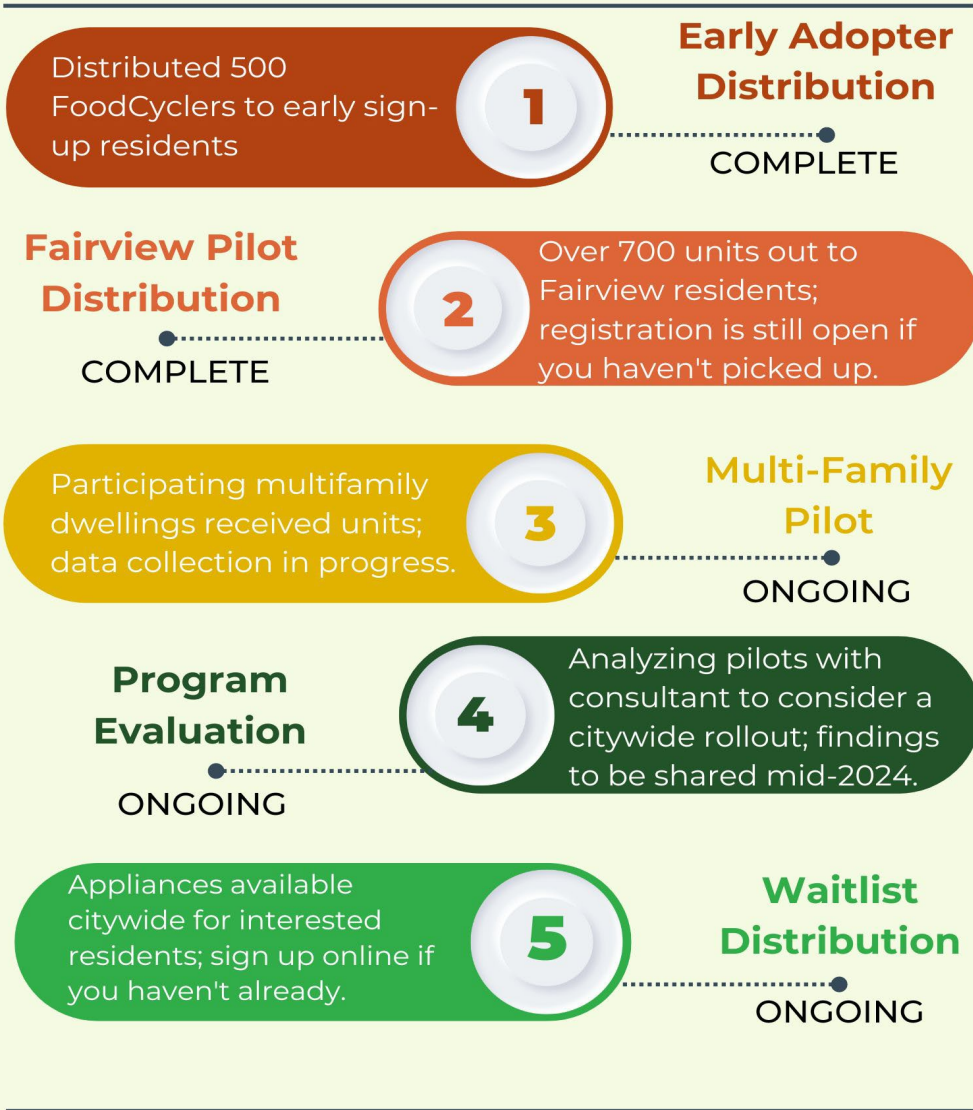 Early Adopter
Distribution
COMPLETE
1
Distributed 500
FoodCyclers to early sign-
up residents
Fairview Pilot
Distribution
COMPLETE
2
Over 700 units out to
Fairview residents;
registration is still open if
you haven't picked up.
Multi-Family
Pilot
ONGOING
3
Participating multifamily
dwellings received units;
data collection in progress.
Program
Evaluation
ONGOING
4
Analyzing pilots with
consultant to consider a
citywide rollout; findings
to be shared mid-2024.
Waitlist
Distribution
ONGOING
5
Appliances available
citywide for interested
residents; sign up online if
you haven't already.